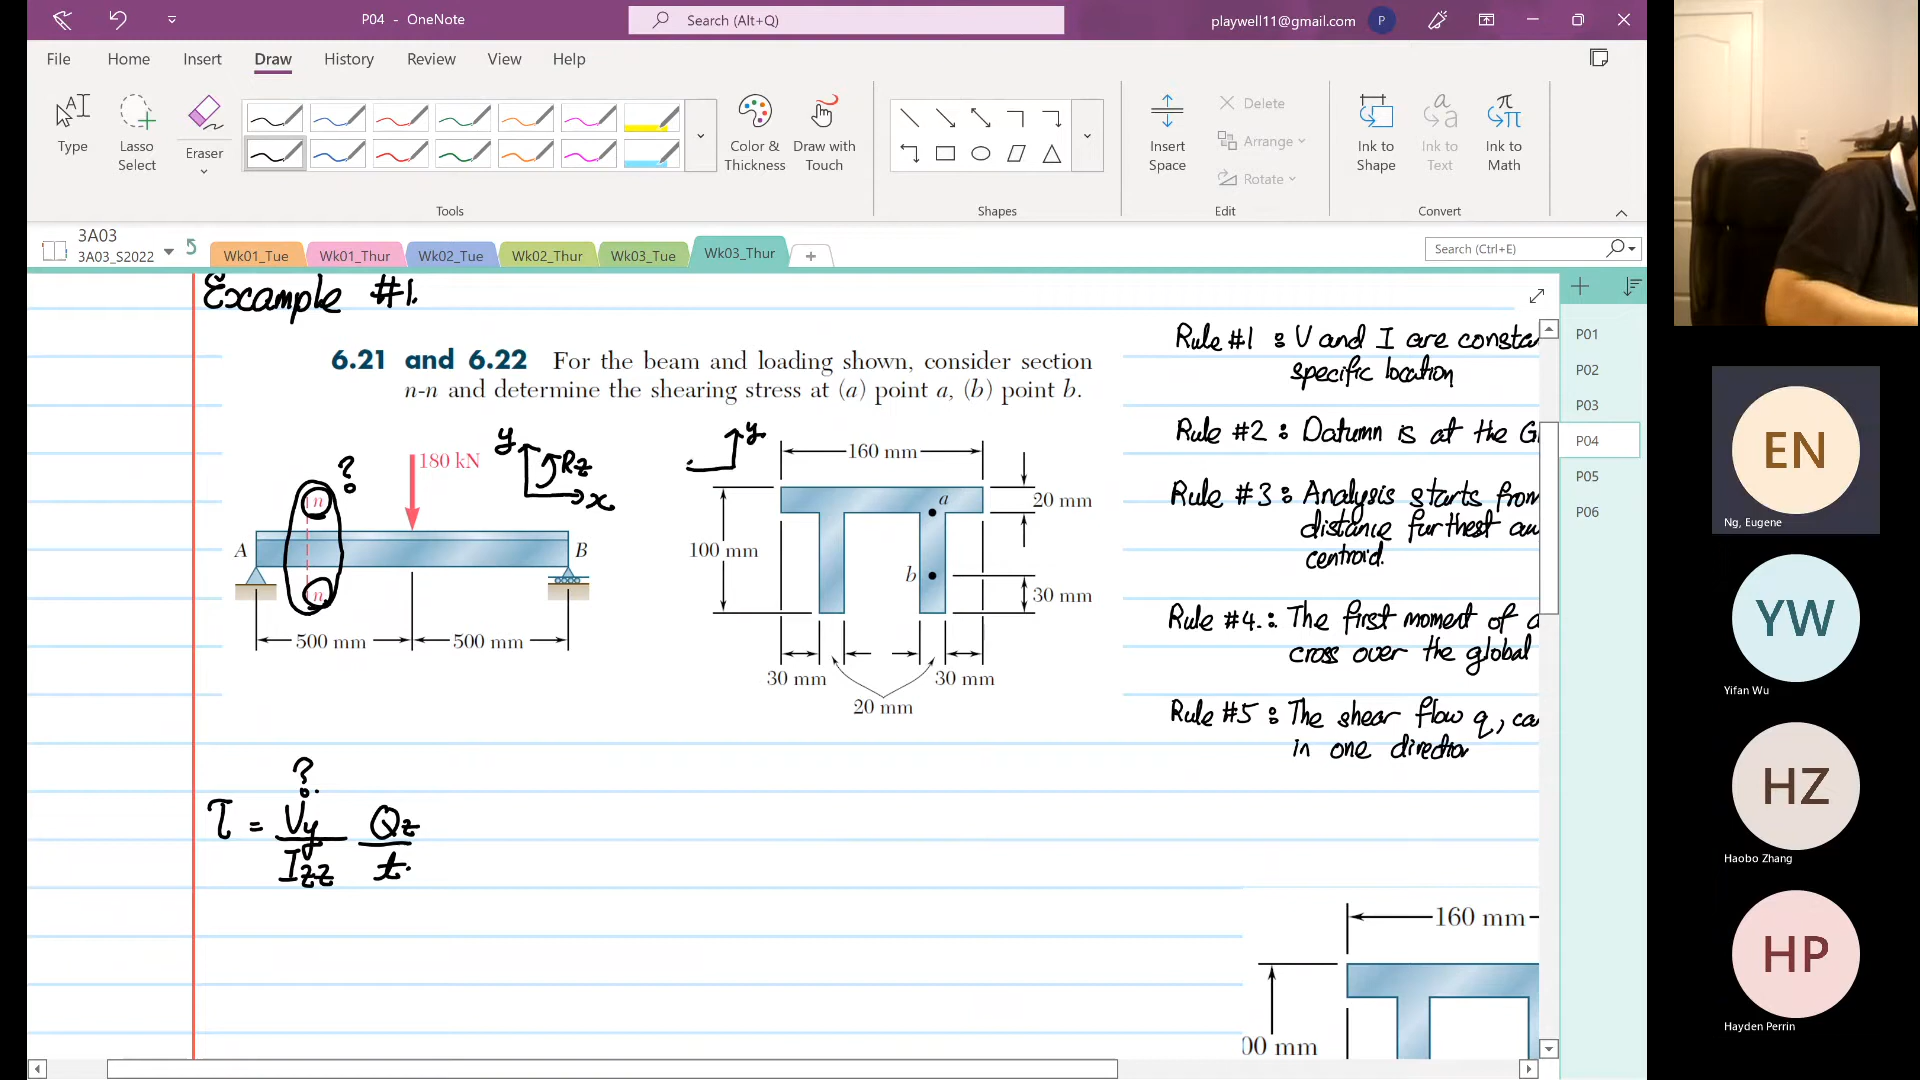 P04 - OneNote
Search (Alt+Q)
playwell11@gmail.com
P
File Home Insert Draw History Review View Help
Type
Lasso Select
Eraser
Color & Thickness
Draw with Touch
Insert Space
Delete
Arrange
Rotate
Ink to Shape
Ink to Text
Ink to Math
Tools Shapes Edit Convert
3A03
3A03_S2022
Wk01_Tue Wk01_Thur Wk02_Tue Wk02_Thur Wk03_Tue Wk03_Thur
Search (Ctrl+E)
P01
P02
P03
P04
P05
P06
Example #1.
6.21 and 6.22 For the beam and loading shown, consider section
n-n and determine the shearing stress at (a) point a, (b) point b.
?
n
180 kN
y
Rz
x
A
B
n
500 mm 500 mm
y
160 mm
a
20 mm
100 mm
b
30 mm
30 mm 30 mm
20 mm
Rule #1 : V and I are consta
specific location
Rule #2 : Datumn is at the G
Rule #3 : Analysis starts from
distance furthest aw
centroid.
Rule #4. : The first moment of a
cross over the global
Rule #5 : The shear flow q, ca
in one direction
?
τ = Vy Qz
Izz t.
160 mm
00 mm
EN
Ng, Eugene
YW
Yifan Wu
HZ
Haobo Zhang
HP
Hayden Perrin